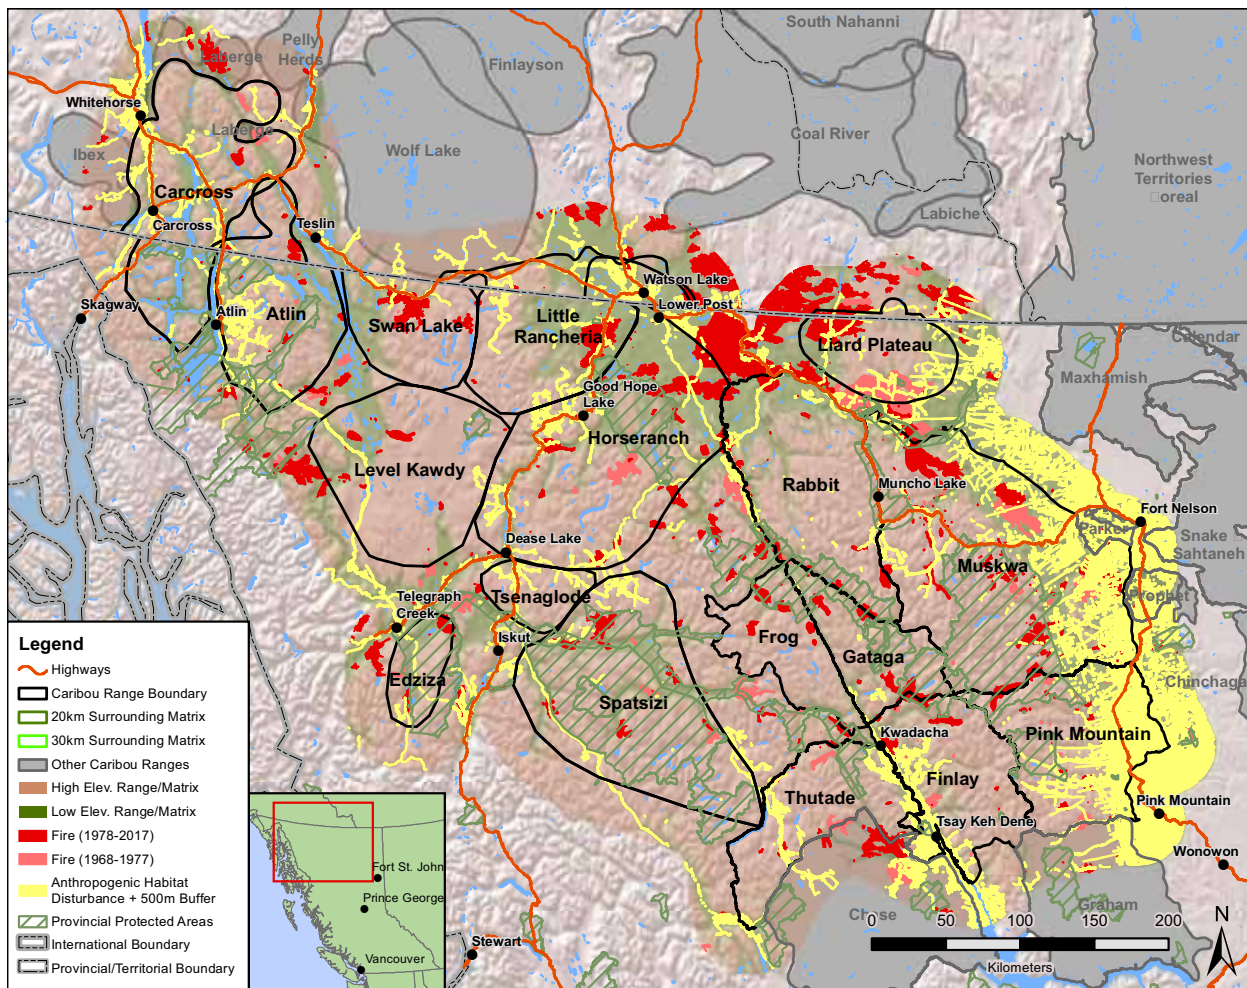 South Nahanni
Pelly
Herds
Laberge
Finlayson
Whitehorse
Laberge
Coal River
Wolf Lake
Ibex
Northwest
Territories
□oreal
Carcross
Carcross
Labiche
Teslin
Skagway
Atlin
Atlin
Swan Lake
Little
Rancheria
Watson Lake
Lower Post
Liard Plateau
Calendar
Maxhamish
Good Hope
Lake
Horseranch
Level Kawdy
Rabbit
Muncho Lake
Fort Nelson
Parker
Snake
Sahtaneh
Dease Lake
Muskwa
Prophet
Telegraph
Creek
Tsenaglode
Iskut
Frog
Gataga
Edziza
Spatsizi
Chinchaga
Kwadacha
Pink Mountain
Finlay
Thutade
Pink Mountain
Tsay Keh Dene
Wonowon
Graham
Stewart
Legend
Highways
Caribou Range Boundary
20km Surrounding Matrix
30km Surrounding Matrix
Other Caribou Ranges
High Elev. Range/Matrix
Low Elev. Range/Matrix
Fire (1978-2017)
Fire (1968-1977)
Anthropogenic Habitat
Disturbance + 500m Buffer
Provincial Protected Areas
International Boundary
Provincial/Territorial Boundary
Fort St. John
Prince George
Vancouver
Chase
0 50 100 150 200
Kilometers
N